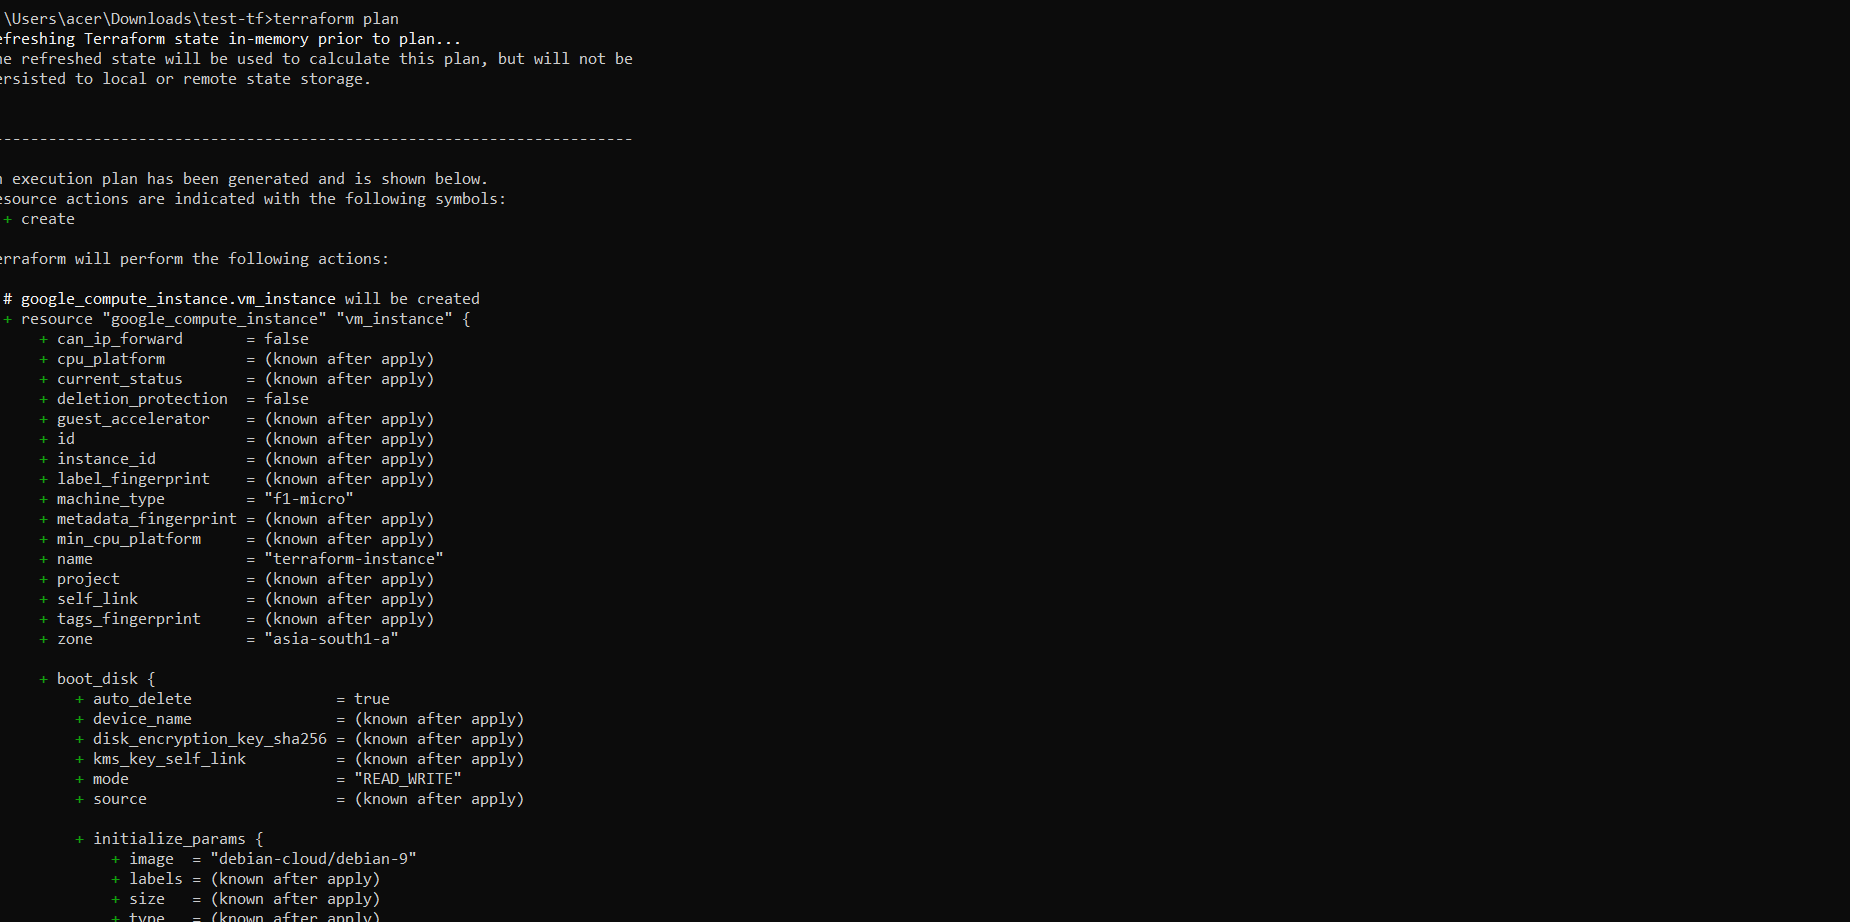 \Users\acer\Downloads\test-tf>terraform plan
efreshing Terraform state in-memory prior to plan...
he refreshed state will be used to calculate this plan, but will not be
ersisted to local or remote state storage.
------------------------------------------------------------------------
n execution plan has been generated and is shown below.
esource actions are indicated with the following symbols:
+ create
erraform will perform the following actions:
# google_compute_instance.vm_instance will be created
+ resource "google_compute_instance" "vm_instance" {
+ can_ip_forward = false
+ cpu_platform = (known after apply)
+ current_status = (known after apply)
+ deletion_protection = false
+ guest_accelerator = (known after apply)
+ id = (known after apply)
+ instance_id = (known after apply)
+ label_fingerprint = (known after apply)
+ machine_type = "f1-micro"
+ metadata_fingerprint = (known after apply)
+ min_cpu_platform = (known after apply)
+ name = "terraform-instance"
+ project = (known after apply)
+ self_link = (known after apply)
+ tags_fingerprint = (known after apply)
+ zone = "asia-south1-a"
+ boot_disk {
+ auto_delete = true
+ device_name = (known after apply)
+ disk_encryption_key_sha256 = (known after apply)
+ kms_key_self_link = (known after apply)
+ mode = "READ_WRITE"
+ source = (known after apply)
+ initialize_params {
+ image = "debian-cloud/debian-9"
+ labels = (known after apply)
+ size = (known after apply)
+ type = (known after apply)